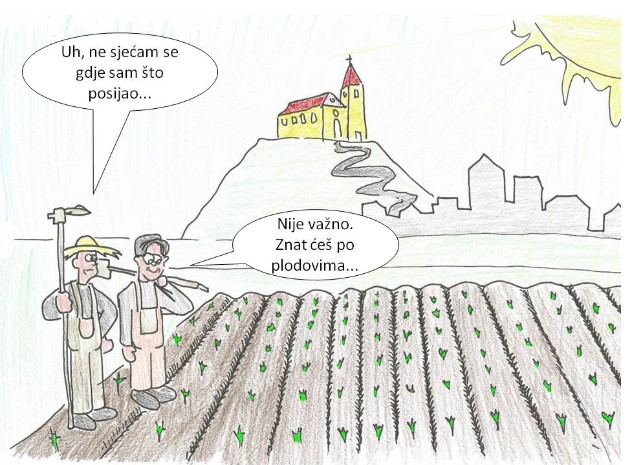 Uh, ne sjećam se
gdje sam što
posijao...
Nije važno.
Znat ćeš po
plodovima...